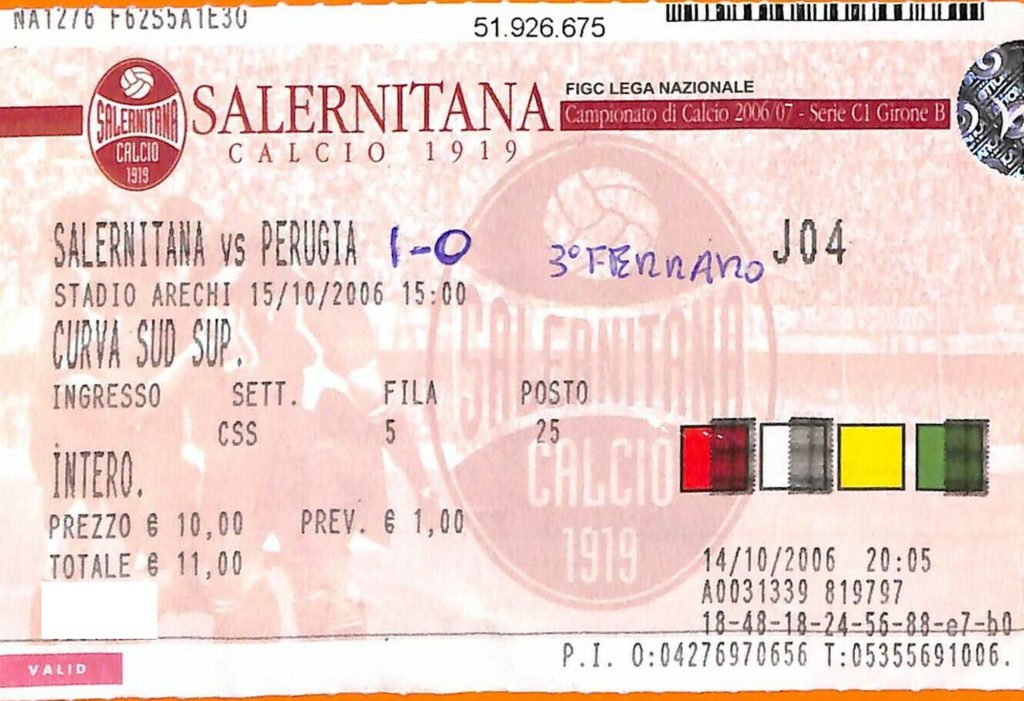 NA1276 F62S5A1E30
51.926.675
SALERNITANA
CALCIO
1919
SALERNITANA
CALCIO 1919
FIGC LEGA NAZIONALE
Campionato di Calcio 2006/07 - Serie C1 Girone B
SALERNITANA vs PERUGIA 1-0 3° FERRARO J04
STADIO ARECHI 15/10/2006 15:00
CURVA SUD SUP.
INGRESSO SETT. FILA POSTO
CSS 5 25
INTERO.
PREZZO € 10,00 PREV. € 1,00
TOTALE € 11,00
SALERNITANA
CALCIO
1919
14/10/2006 20:05
A0031339 819797
18-48-18-24-56-88-e7-b0
P.I. O:04276970656 T:05355691006.
VALID